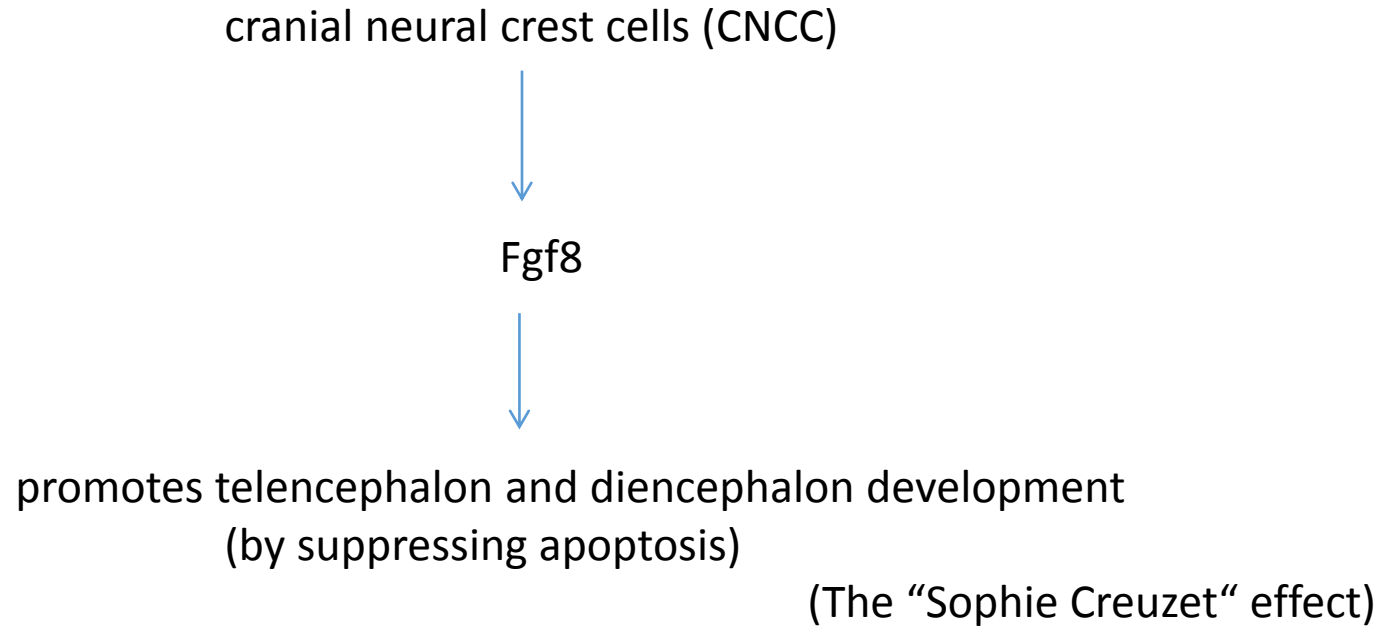 cranial neural crest cells (CNCC)
Fgf8
promotes telencephalon and diencephalon development
(by suppressing apoptosis)
(The “Sophie Creuzet“ effect)